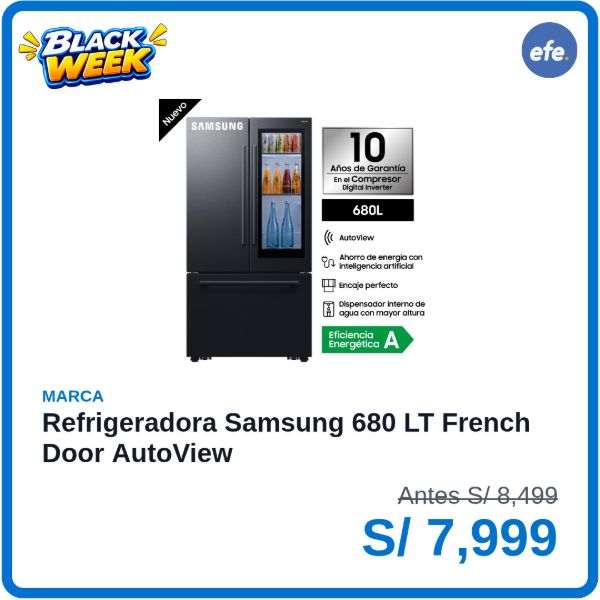 BLACK
WEEK
efe.
Nuevo
SAMSUNG
10
Años de Garantía
En el Compresor
Digital Inverter
680L
AutoView
Ahorro de energía con
inteligencia artificial
Encaje perfecto
Dispensador interno de
agua con mayor altura
Eficiencia
Energética A
MARCA
Refrigeradora Samsung 680 LT French
Door AutoView
Antes S/ 8,499
S/ 7,999